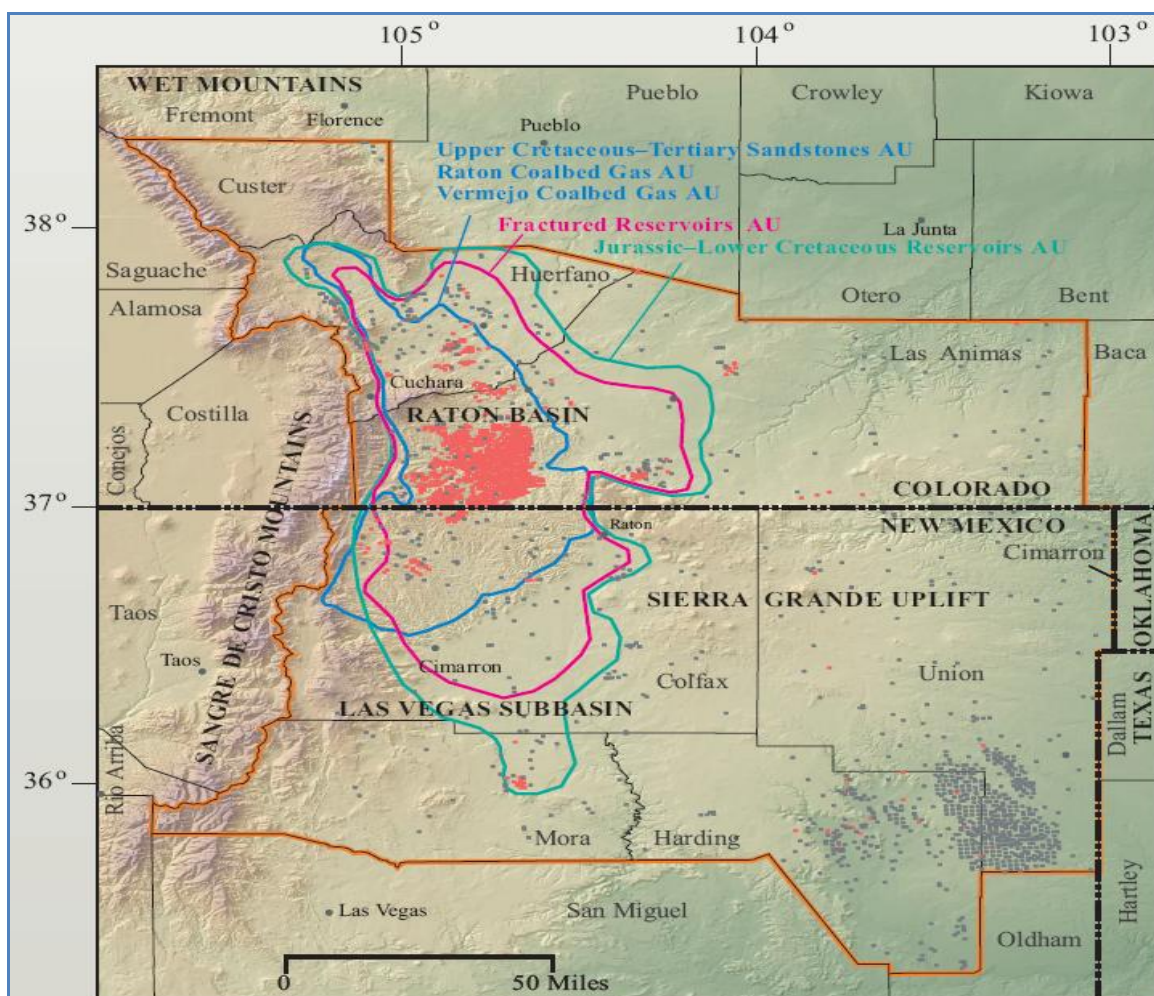 105° 104° 103°
WET MOUNTAINS
Fremont
Florence
Pueblo
Crowley
Kiowa
Pueblo
Upper Cretaceous–Tertiary Sandstones AU
Raton Coalbed Gas AU
Vermejo Coalbed Gas AU
Custer
38°
Fractured Reservoirs AU
La Junta
Jurassic–Lower Cretaceous Reservoirs AU
Saguache
Huerfano
Alamosa
Otero
Bent
Las Animas
Baca
Cuchara
Costilla
RATON BASIN
Conejos
37°
COLORADO
NEW MEXICO
Raton
Cimarron
OKLAHOMA
SANGRE DE CRISTO MOUNTAINS
Taos
SIERRA GRANDE UPLIFT
Taos
Cimarron
Colfax
Union
LAS VEGAS SUBBASIN
Dallam
TEXAS
Rio Arriba
36°
Mora
Harding
Hartley
Las Vegas
San Miguel
Oldham
0 50 Miles